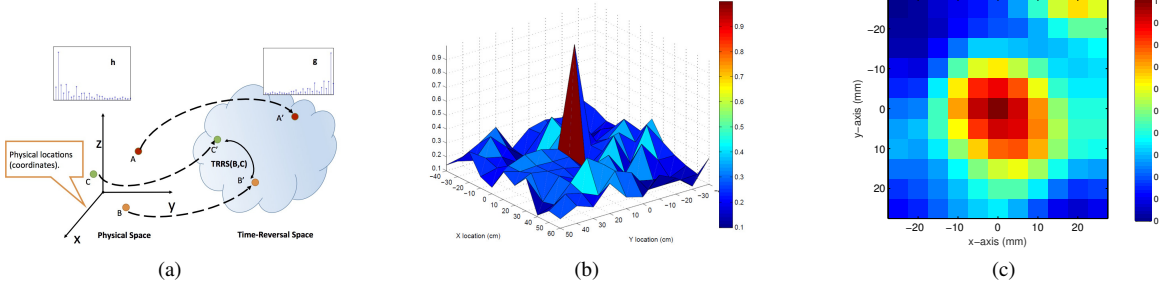 h
g
Z
A
A'
C'
TRRS(B,C)
Physical locations
(coordinates).
C
B'
B
y
X
Physical Space
Time-Reversal Space
(a)
0.9
0.8
0.7
0.6
0.5
0.4
0.3
0.2
0.1
−40
−30
−20
−10
0
10
20
30
40
50
60
X location (cm)
50
40
30
20
10
0
−10
−20
−30
Y location (cm)
0.9
0.8
0.7
0.6
0.5
0.4
0.3
0.2
0.1
(b)
y−axis (mm)
−20
−10
0
10
20
−20
−10
0
10
20
x−axis (mm)
(c)